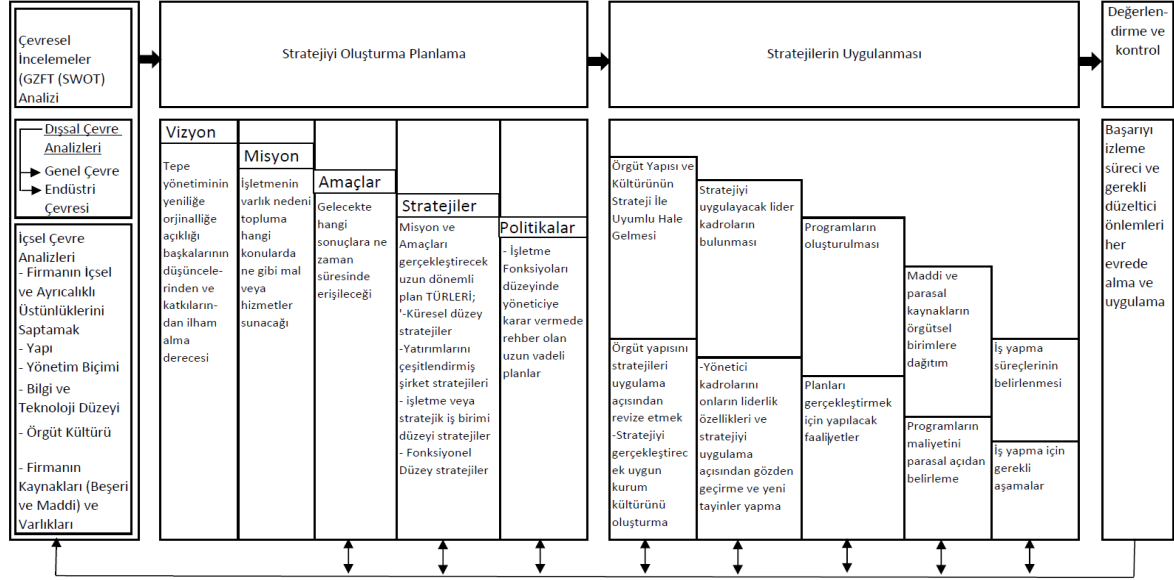 Çevresel
İncelemeler
(GZFT (SWOT)
Analizi
Stratejiyi Oluşturma Planlama
Stratejilerin Uygulanması
Değerlen-
dirme ve
kontrol
Dışsal Çevre
Analizleri
Genel Çevre
Endüstri
Çevresi
İçsel Çevre
Analizleri
- Firmanın İçsel
ve Ayrıcalıklı
Üstünlüklerini
Saptamak
- Yapı
- Yönetim Biçimi
- Bilgi ve
Teknoloji Düzeyi
- Örgüt Kültürü
- Firmanın
Kaynakları (Beşeri
ve Maddi) ve
Varlıkları
Vizyon
Tepe
yönetiminin
yeniliğe
orjinalliğe
açıklığı
başkalarının
düşüncele-
rinden ve
katkıların-
dan ilham
alma
derecesi
Misyon
İşletmenin
varlık nedeni
topluma
hangi
konularda
ne gibi mal
veya
hizmetler
sunacağı
Amaçlar
Gelecekte
hangi
sonuçlara ne
zaman
süresinde
erişileceği
Stratejiler
Misyon ve
Amaçları
gerçekleştirecek
uzun dönemli
plan TÜRLERİ;
'-Küresel düzey
stratejiler
-Yatırımlarını
çeşitlendirmiş
şirket stratejileri
- işletme veya
stratejik iş birimi
düzeyi stratejiler
- Fonksiyonel
Düzey stratejiler
Politikalar
- İşletme
Fonksiyoları
düzeyinde
yöneticiye
karar vermede
rehber olan
uzun vadeli
planlar
Örgüt Yapısı ve
Kültürünün
Strateji İle
Uyumlu Hale
Gelmesi
Örgüt yapısını
stratejileri
uygulama
açısından
revize etmek
-Stratejiyi
gerçekleştirec
ek uygun
kurum
kültürünü
oluşturma
Stratejiyi
uygulayacak lider
kadroların
bulunması
-Yönetici
kadrolarını
onların liderlik
özellikleri ve
stratejiyi
uygulama
açısından gözden
geçirme ve yeni
tayinler yapma
Programların
oluşturulması
Planları
gerçekleştirmek
için yapılacak
faaliyetler
Maddi ve
parasal
kaynakların
örgütsel
birimlere
dağıtım
Programların
maliyetini
parasal açıdan
belirleme
İş yapma
süreçlerinin
belirlenmesi
İş yapma için
gerekli
aşamalar
Başarıyı
izleme
süreci ve
gerekli
düzeltici
önlemleri
her
evrede
alma ve
uygulama